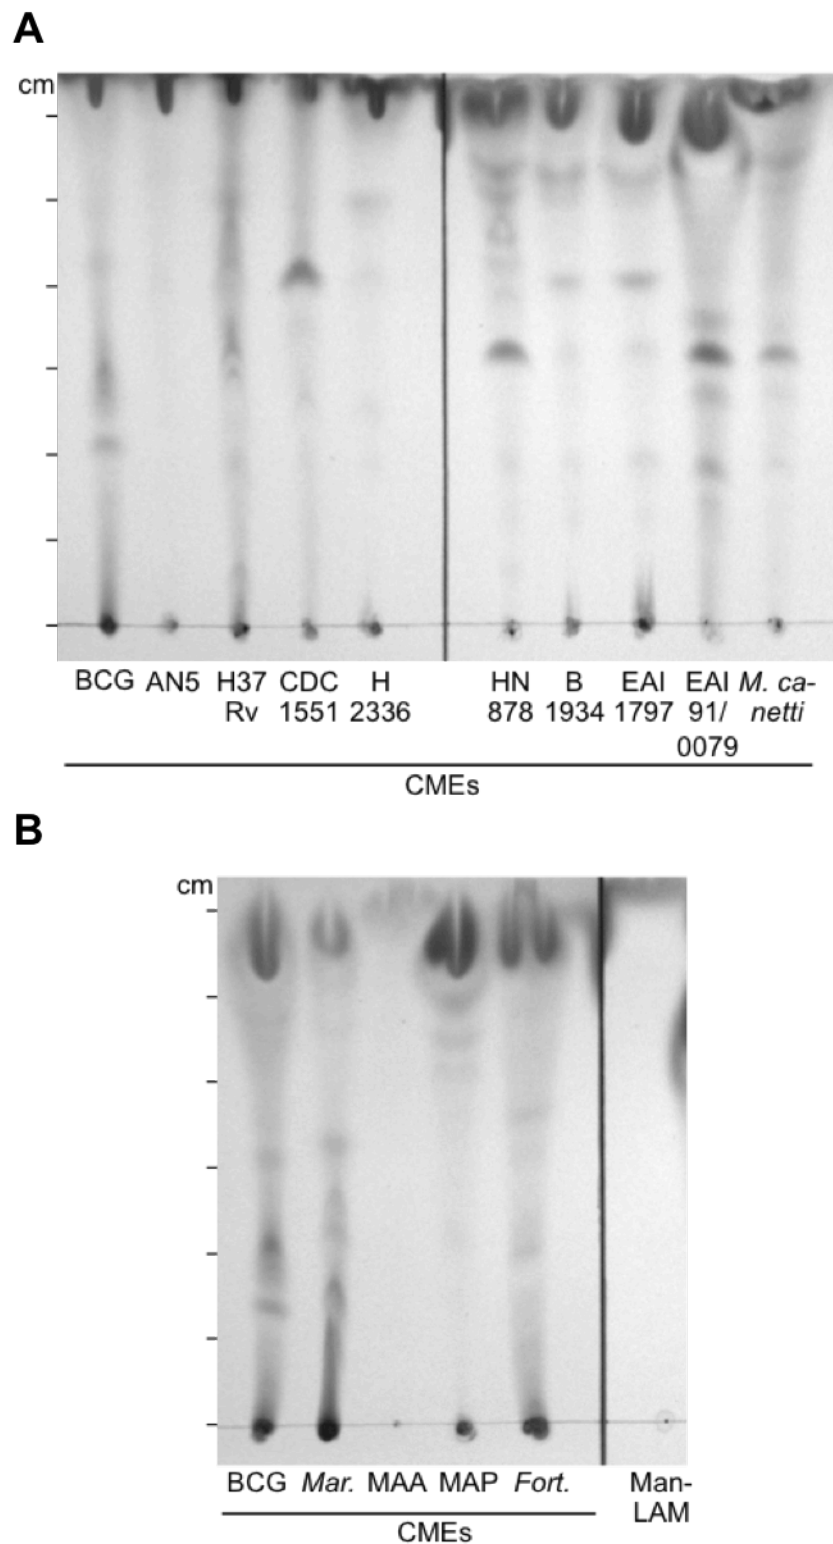 A
cm
BCG AN5 H37 CDC H HN B EAI EAI M. ca-
Rv 1551 2336 878 1934 1797 91/ netti
0079
CMEs
B
cm
BCG Mar. MAA MAP Fort. Man-
LAM
CMEs